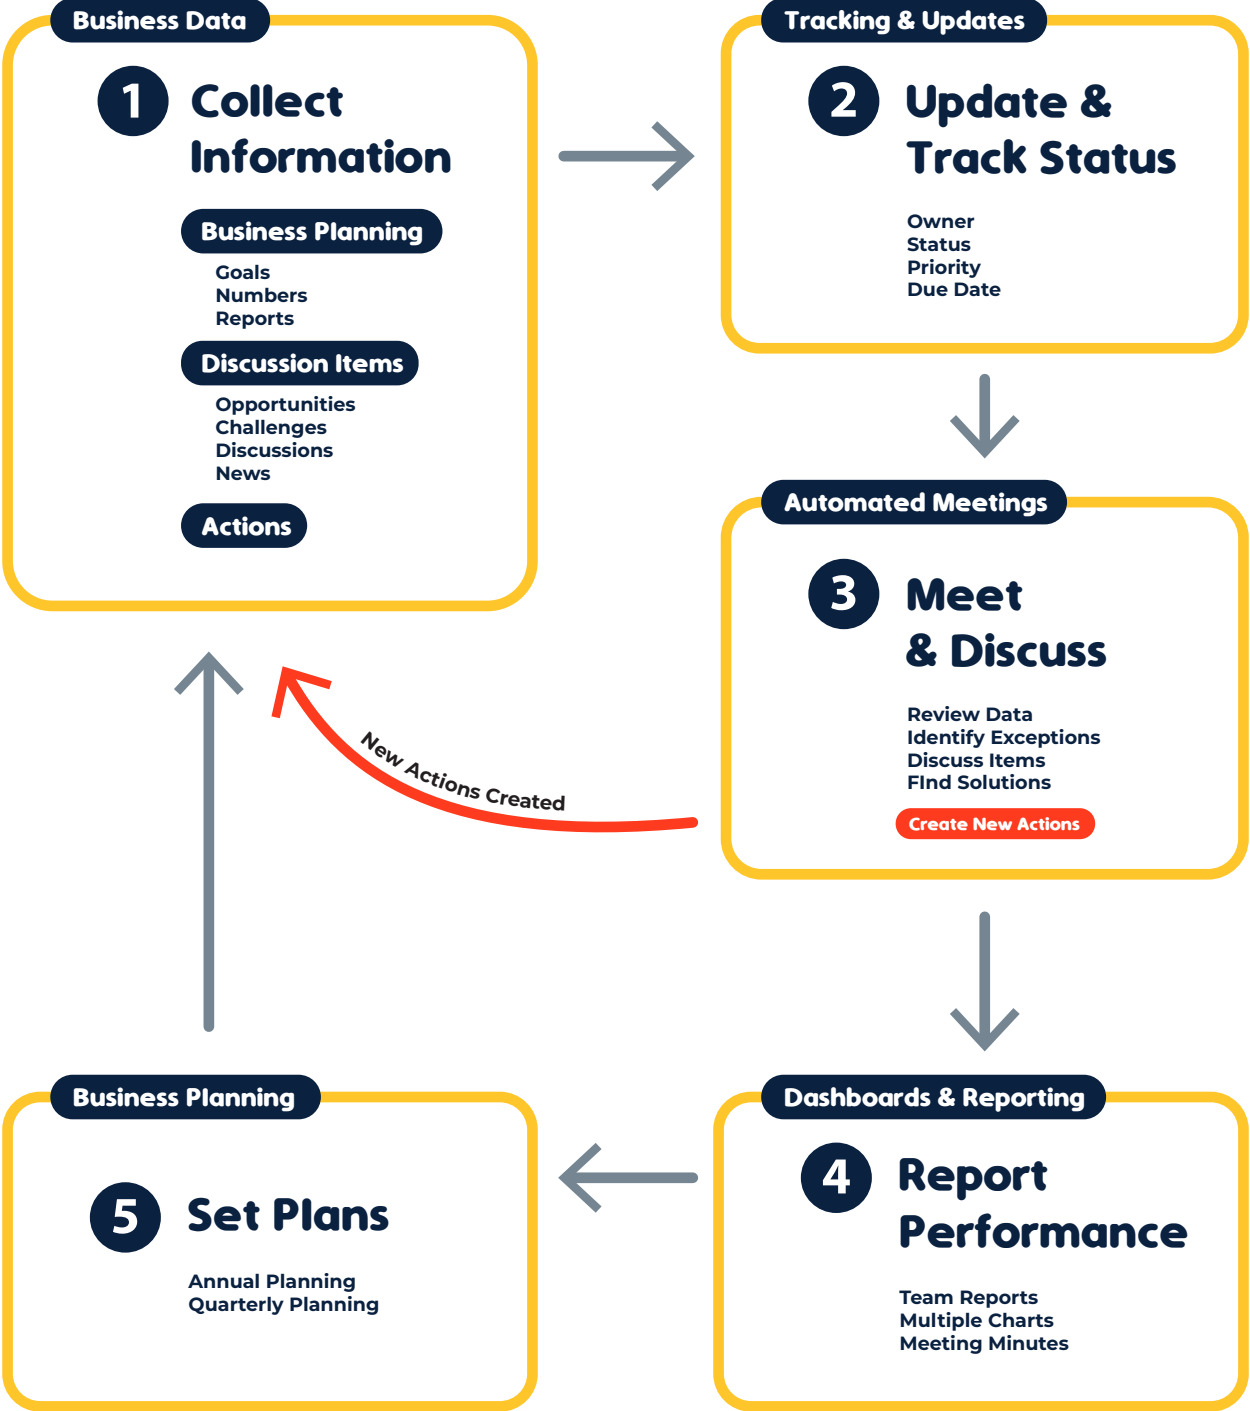 Business Data
1
Collect
Information
Business Planning
Goals
Numbers
Reports
Discussion Items
Opportunities
Challenges
Discussions
News
Actions
Tracking & Updates
2
Update &
Track Status
Owner
Status
Priority
Due Date
Automated Meetings
3
Meet
& Discuss
Review Data
Identify Exceptions
Discuss Items
FInd Solutions
Create New Actions
New Actions Created
Dashboards & Reporting
4
Report
Performance
Team Reports
Multiple Charts
Meeting Minutes
Business Planning
5
Set Plans
Annual Planning
Quarterly Planning